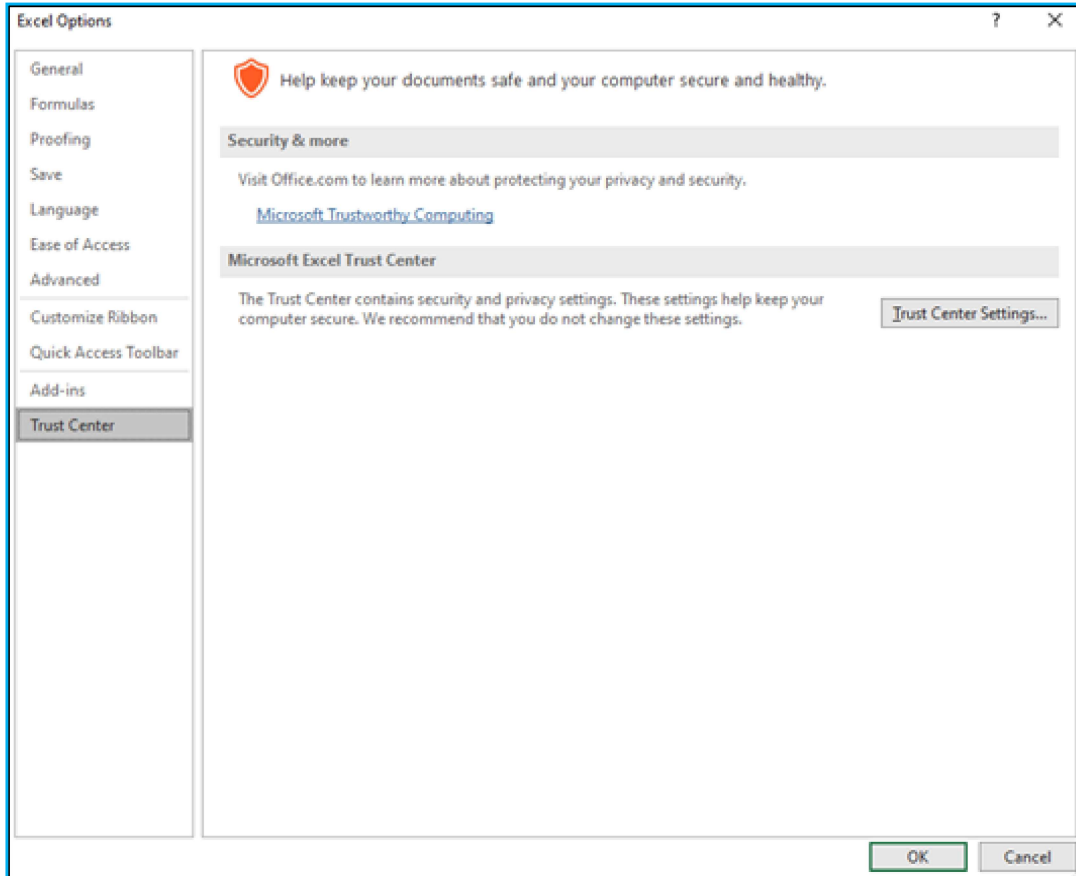 Excel Options
?
General
Formulas
Proofing
Save
Language
Ease of Access
Advanced
Customize Ribbon
Quick Access Toolbar
Add-ins
Trust Center
Help keep your documents safe and your computer secure and healthy.
Security & more
Visit Office.com to learn more about protecting your privacy and security.
Microsoft Trustworthy Computing
Microsoft Excel Trust Center
The Trust Center contains security and privacy settings. These settings help keep your
computer secure. We recommend that you do not change these settings.
Trust Center Settings...
OK
Cancel